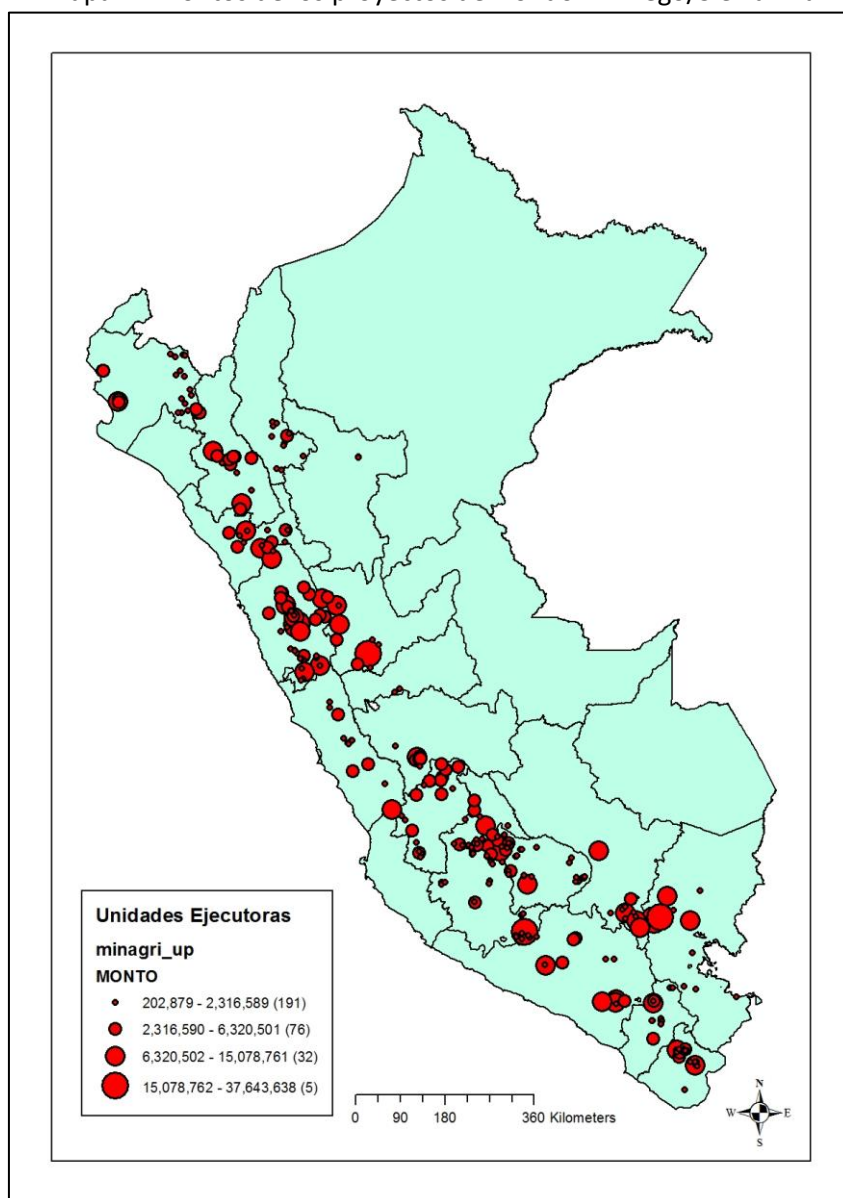 Unidades Ejecutoras
minagri_up
MONTO
202,879 - 2,316,589 (191)
2,316,590 - 6,320,501 (76)
6,320,502 - 15,078,761 (32)
15,078,762 - 37,643,638 (5)
0 90 180 360 Kilometers
N
W E
S